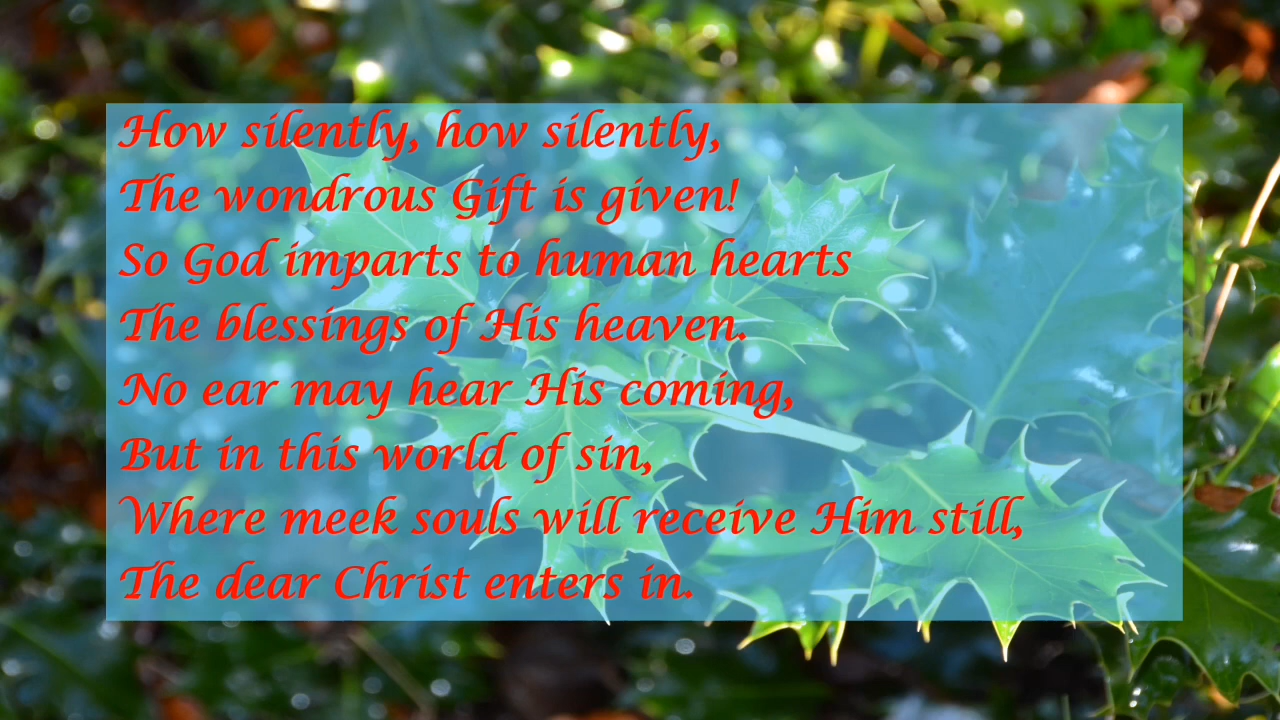 How silently, how silently,
The wondrous Gift is given!
So God imparts to human hearts
The blessings of His heaven.
No ear may hear His coming,
But in this world of sin,
Where meek souls will receive Him still,
The dear Christ enters in.